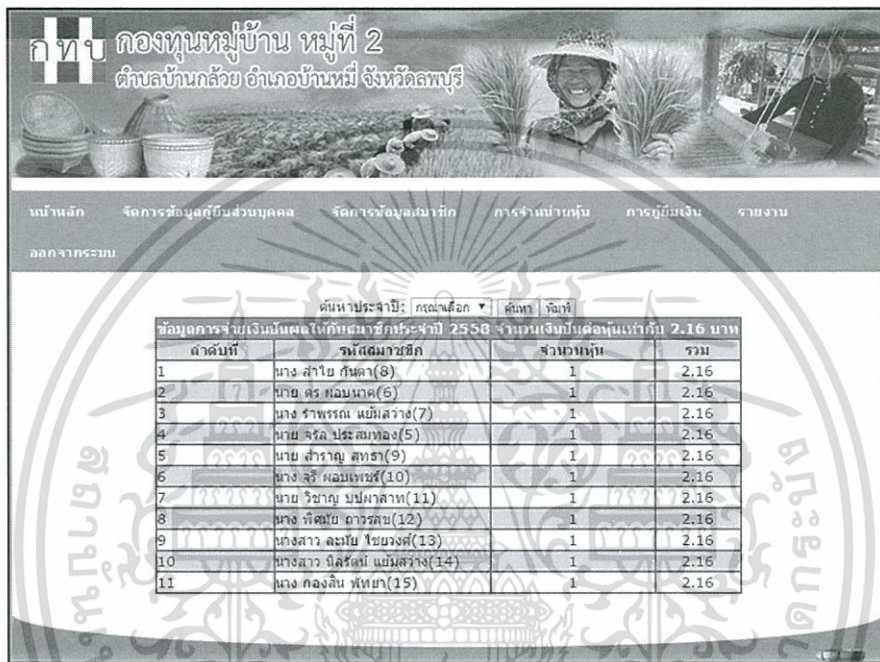 กทบ กองทุนหมู่บ้าน หมู่ที่ 2
ตำบลบ้านกล้วย อำเภอบ้านหมี่ จังหวัดลพบุรี
หน้าหลัก จัดการข้อมูลกู้ยืมส่วนบุคคล จัดการข้อมูลสมาชิก การจำหน่ายหุ้น การกู้ยืมเงิน รายงาน
ออกจากระบบ
ค้นหาประจำปี: กรุณาเลือก ค้นหา พิมพ์
ข้อมูลการจ่ายเงินปันผลให้กับสมาชิกประจำปี 2558 จำนวนเงินปันต่อหุ้นเท่ากับ 2.16 บาท
ลำดับที่ รหัสสมาชชิก จำนวนหุ้น รวม
1 นาง สำไย กันดา(8) 1 2.16
2 นาย ดร ผอบนาค(6) 1 2.16
3 นาง รำพรรณ แย้มสว่าง(7) 1 2.16
4 นาย จรัล ประสมทอง(5) 1 2.16
5 นาย สำราญ สุทธา(9) 1 2.16
6 นาง จุรี ผอบเพชร์(10) 1 2.16
7 นาย วิชาญ บปผาสาท(11) 1 2.16
8 นาง พิศมัย ถาวรสุข(12) 1 2.16
9 นางสาว ละมัย ไชยวงศ์(13) 1 2.16
10 นางสาว นิลรัตน์ แย้มสว่าง(14) 1 2.16
11 นาง กองสิน พัทยา(15) 1 2.16